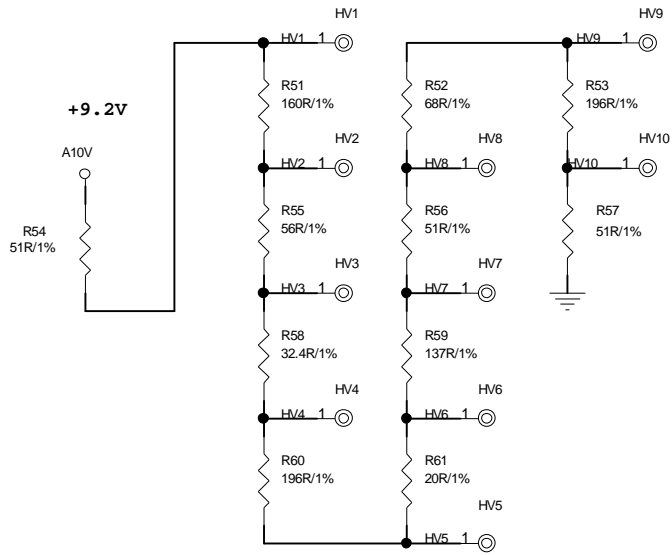 HV1
HV1 1
R51
160R/1%
+9.2V
A10V
R54
51R/1%
HV2
HV2 1
R55
56R/1%
HV3
HV3 1
R58
32.4R/1%
HV4
HV4 1
R60
196R/1%
R52
68R/1%
HV8
HV8 1
R56
51R/1%
HV7
HV7 1
R59
137R/1%
HV6
HV6 1
R61
20R/1%
HV5
HV5 1
HV9
HV9 1
R53
196R/1%
HV10
HV10 1
R57
51R/1%